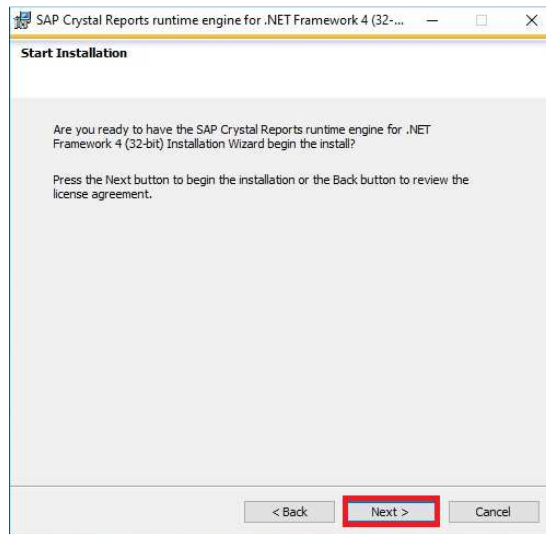 SAP Crystal Reports runtime engine for .NET Framework 4 (32-...
Start Installation
Are you ready to have the SAP Crystal Reports runtime engine for .NET
Framework 4 (32-bit) Installation Wizard begin the install?
Press the Next button to begin the installation or the Back button to review the
license agreement.
< Back Next > Cancel